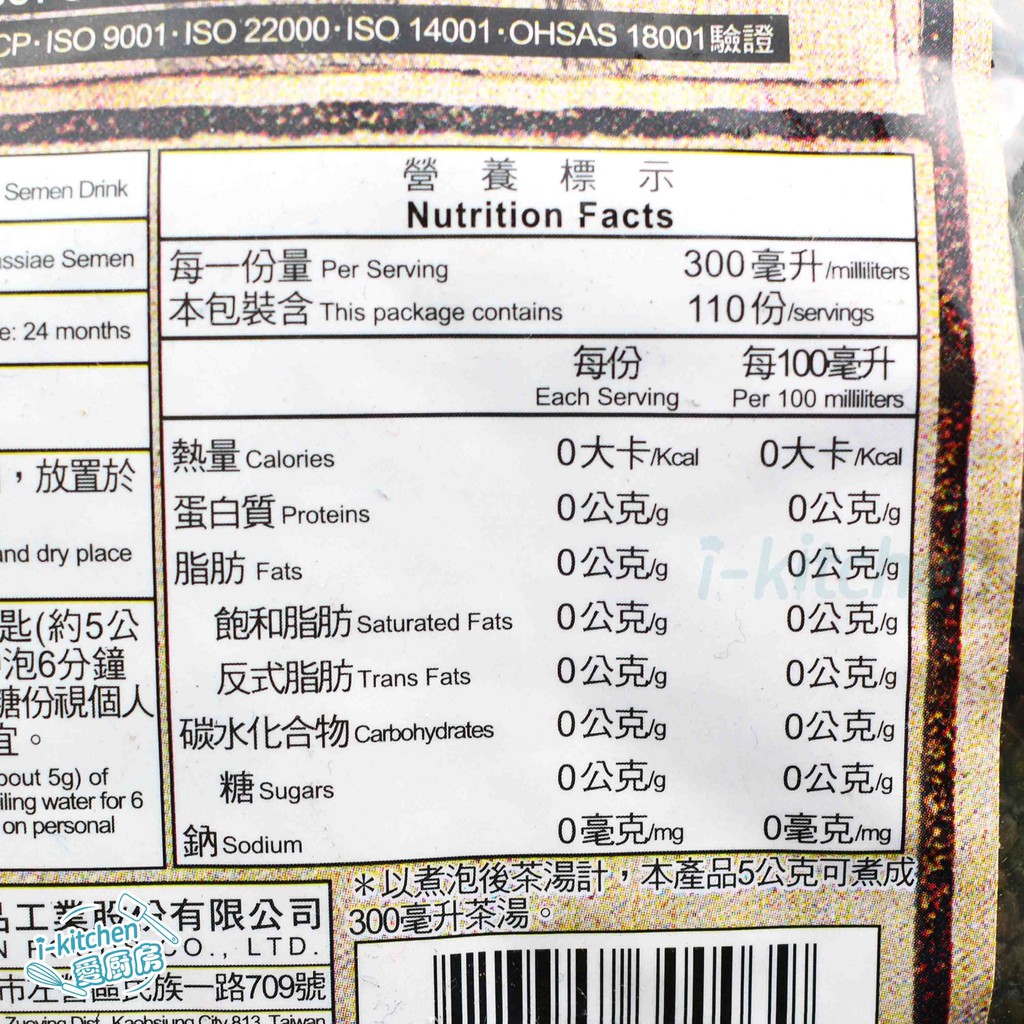 CP·ISO 9001·ISO 22000·ISO 14001·OHSAS 18001驗證
Semen Drink
Semen
24 months
，放置於
and dry place
匙(約5公
泡6分鐘
糖份視個人
宜。
5g) of
water for 6
on personal
營養標示
Nutrition Facts
每一份量 Per Serving 300毫升/milliliters
本包裝含 This package contains 110份/servings
每份 每100毫升
Each Serving Per 100 milliliters
熱量 Calories 0大卡/Kcal 0大卡/Kcal
蛋白質 Proteins 0公克/g 0公克/g
脂肪 Fats 0公克/g 0公克/g
飽和脂肪 Saturated Fats 0公克/g 0公克/g
反式脂肪 Trans Fats 0公克/g 0公克/g
碳水化合物 Carbohydrates 0公克/g 0公克/g
糖 Sugars 0公克/g 0公克/g
鈉 Sodium 0毫克/mg 0毫克/mg
＊以煮泡後茶湯計，本產品5公克可煮成
300毫升茶湯。
品工業股份有限公司
CO., LTD.
市左營區民族一路709號
Zuoying Dist., Kaohsiung City 813, Taiwan
i-kitchen
愛廚房
i-kitchen